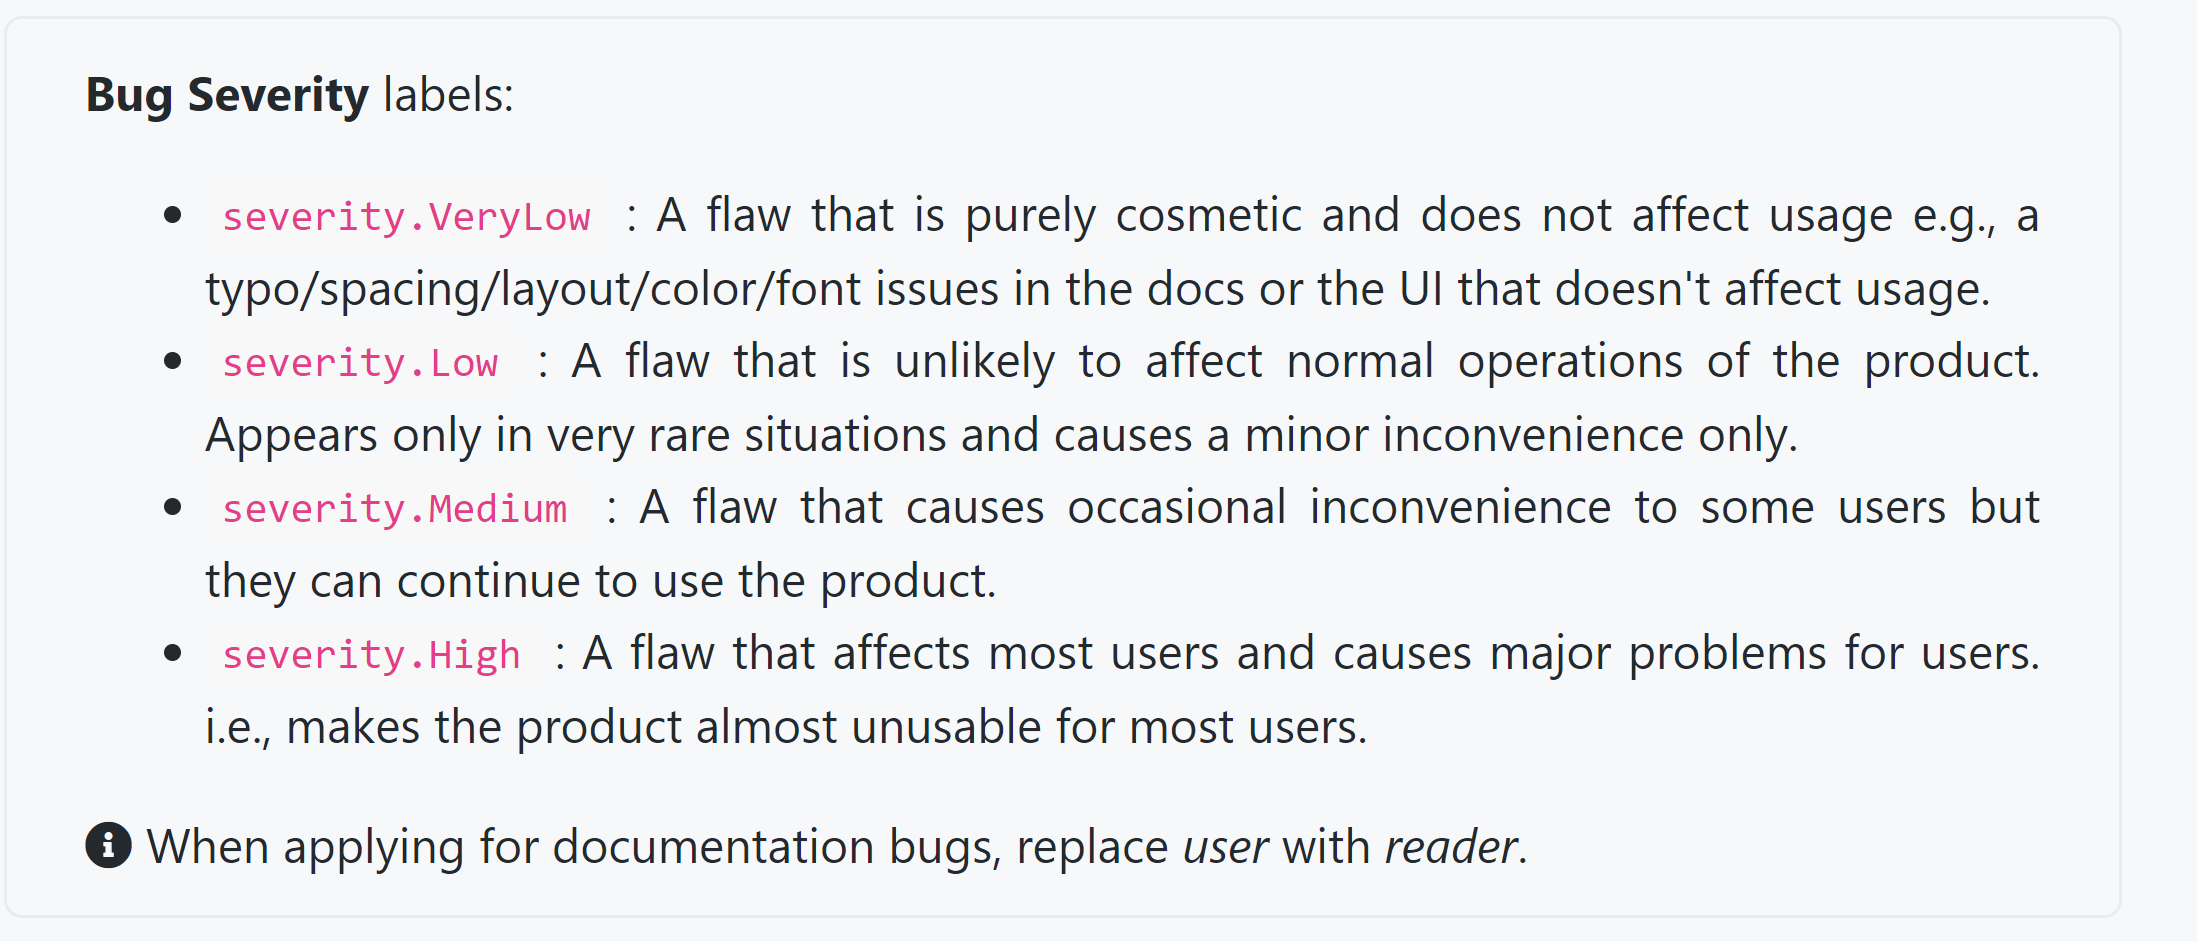 Bug Severity labels:
• severity.VeryLow : A flaw that is purely cosmetic and does not affect usage e.g., a
typo/spacing/layout/color/font issues in the docs or the UI that doesn't affect usage.
• severity.Low : A flaw that is unlikely to affect normal operations of the product.
Appears only in very rare situations and causes a minor inconvenience only.
• severity.Medium : A flaw that causes occasional inconvenience to some users but
they can continue to use the product.
• severity.High : A flaw that affects most users and causes major problems for users.
i.e., makes the product almost unusable for most users.
When applying for documentation bugs, replace user with reader.